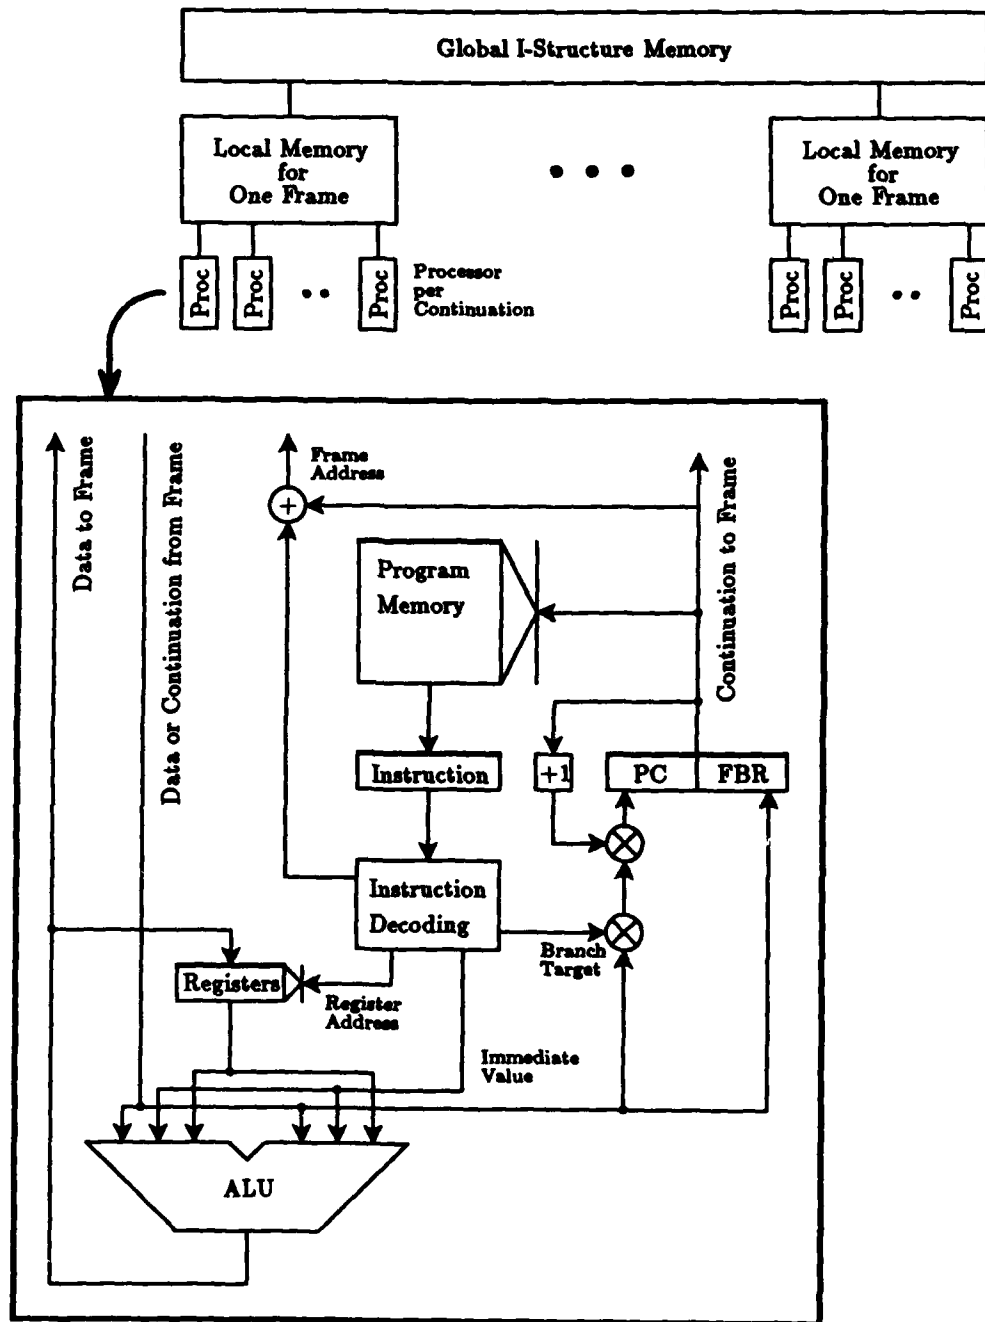 Global I-Structure Memory
Local Memory
for
One Frame
Local Memory
for
One Frame
Proc
Proc
Proc
Processor
per
Continuation
Proc
Proc
Proc
Data to Frame
Data or Continuation from Frame
Frame
Address
+
Program
Memory
Continuation to Frame
Instruction
+1
PC
FBR
Instruction
Decoding
Branch
Target
Registers
Register
Address
Immediate
Value
ALU